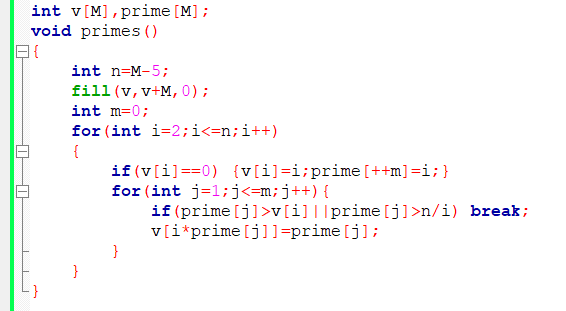 int v[M],prime[M];
void primes()
{
int n=M-5;
fill(v,v+M,0);
int m=0;
for(int i=2;i<=n;i++)
{
if(v[i]==0) {v[i]=i;prime[++m]=i;}
for(int j=1;j<=m;j++){
if(prime[j]>v[i]||prime[j]>n/i) break;
v[i*prime[j]]=prime[j];
}
}
}